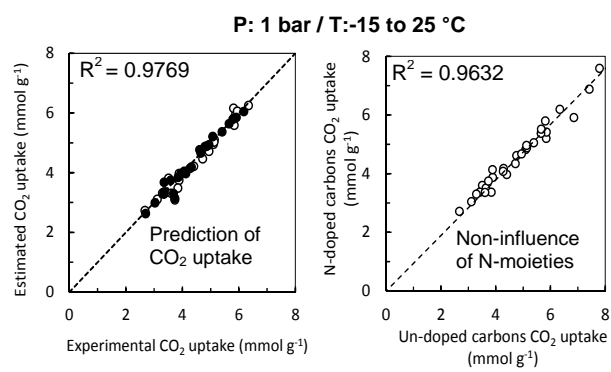 P: 1 bar / T:-15 to 25 °C
R² = 0.9769
Estimated CO₂ uptake (mmol g⁻¹)
8
6
4
2
0
Prediction of
CO₂ uptake
0 2 4 6 8
Experimental CO₂ uptake (mmol g⁻¹)
R² = 0.9632
N-doped carbons CO₂ uptake
(mmol g⁻¹)
8
6
4
2
0
Non-influence
of N-moieties
0 2 4 6 8
Un-doped carbons CO₂ uptake
(mmol g⁻¹)